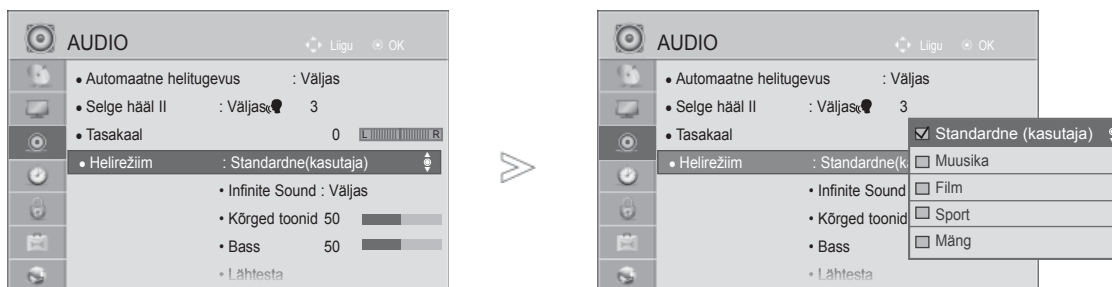 AUDIO
Liigu OK
• Automaatne helitugevus : Väljas
• Selge hääl II : Väljas 3
• Tasakaal 0 L R
• Helirežiim : Standardne(kasutaja)
• Infinite Sound : Väljas
• Kõrged toonid 50
• Bass 50
• Lähtesta
AUDIO
Liigu OK
• Automaatne helitugevus : Väljas
• Selge hääl II : Väljas 3
• Tasakaal
• Helirežiim : Standardne(k
• Infinite Sound
• Kõrged toonid
• Bass
• Lähtesta
Standardne (kasutaja)
Muusika
Film
Sport
Mäng